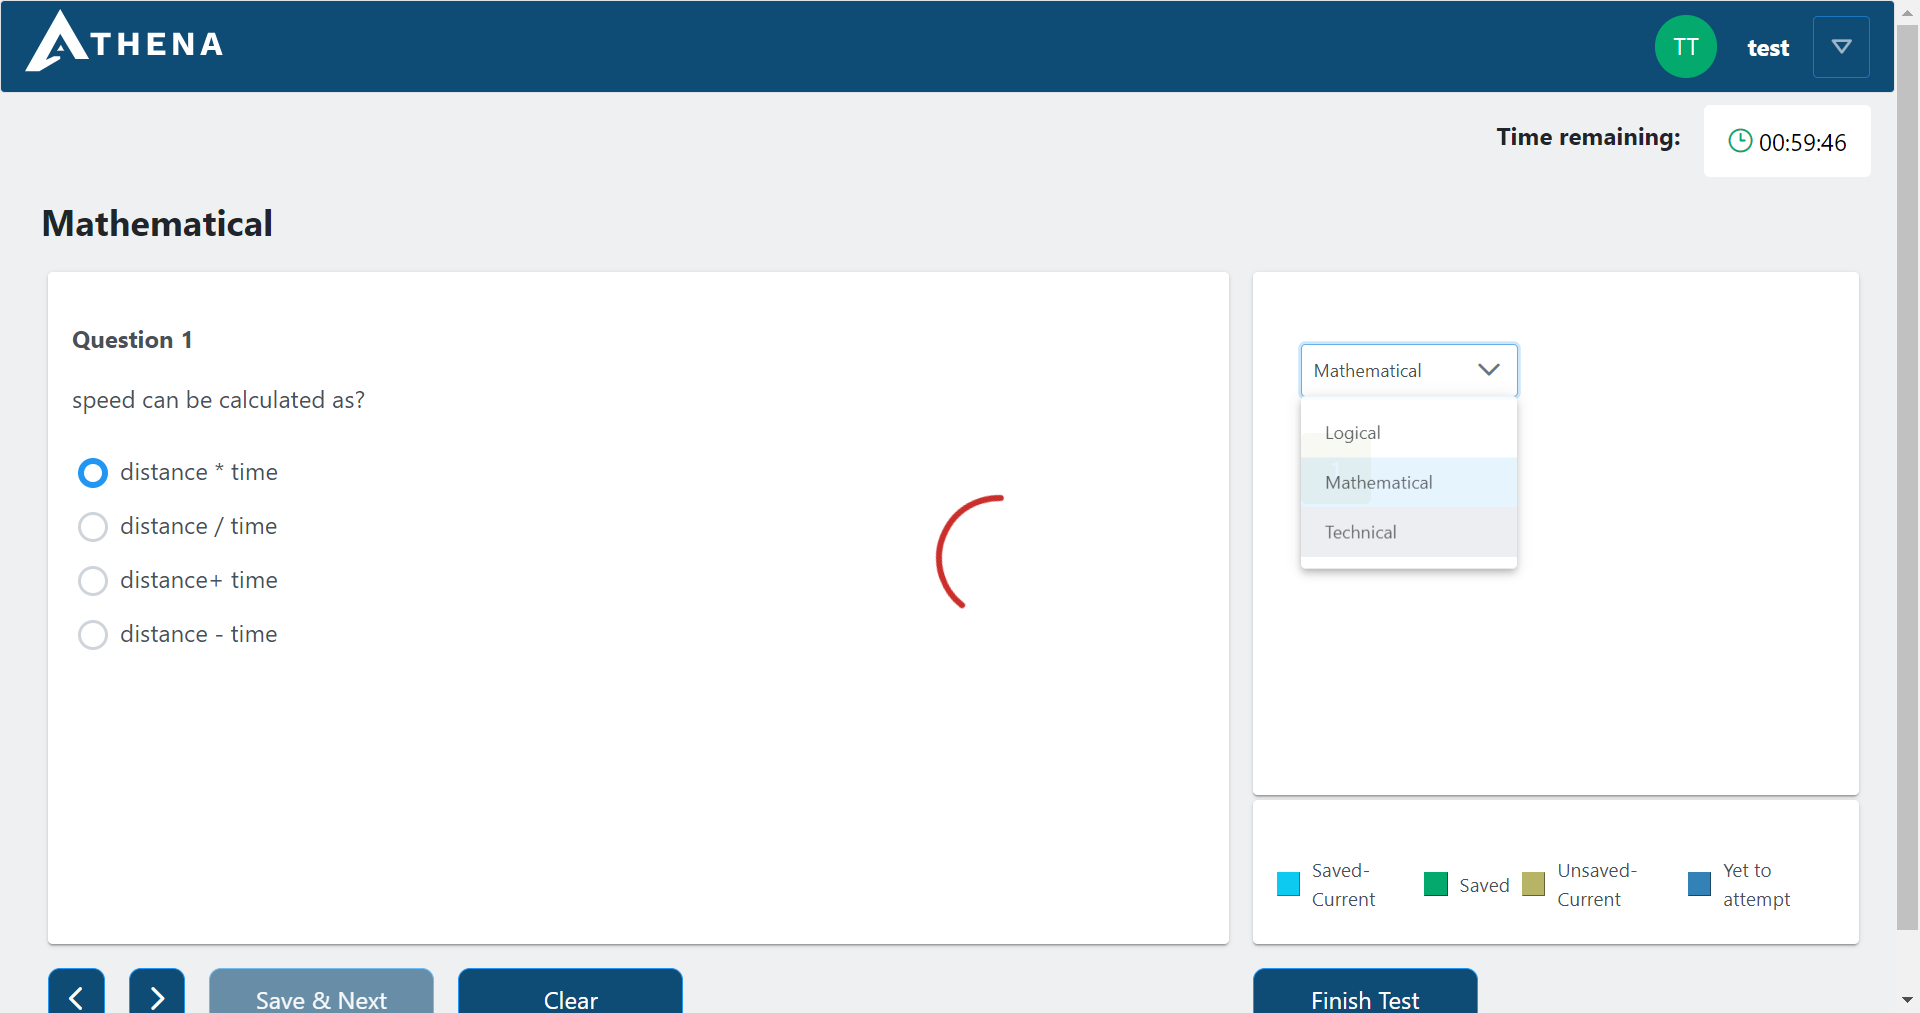 ATHENA
TT
test
Time remaining:
00:59:46
Mathematical
Question 1
speed can be calculated as?
distance * time
distance / time
distance+ time
distance - time
Mathematical
Logical
1
Mathematical
Technical
Saved-
Current
Saved
Unsaved-
Current
Yet to
attempt
Save & Next
Clear
Finish Test